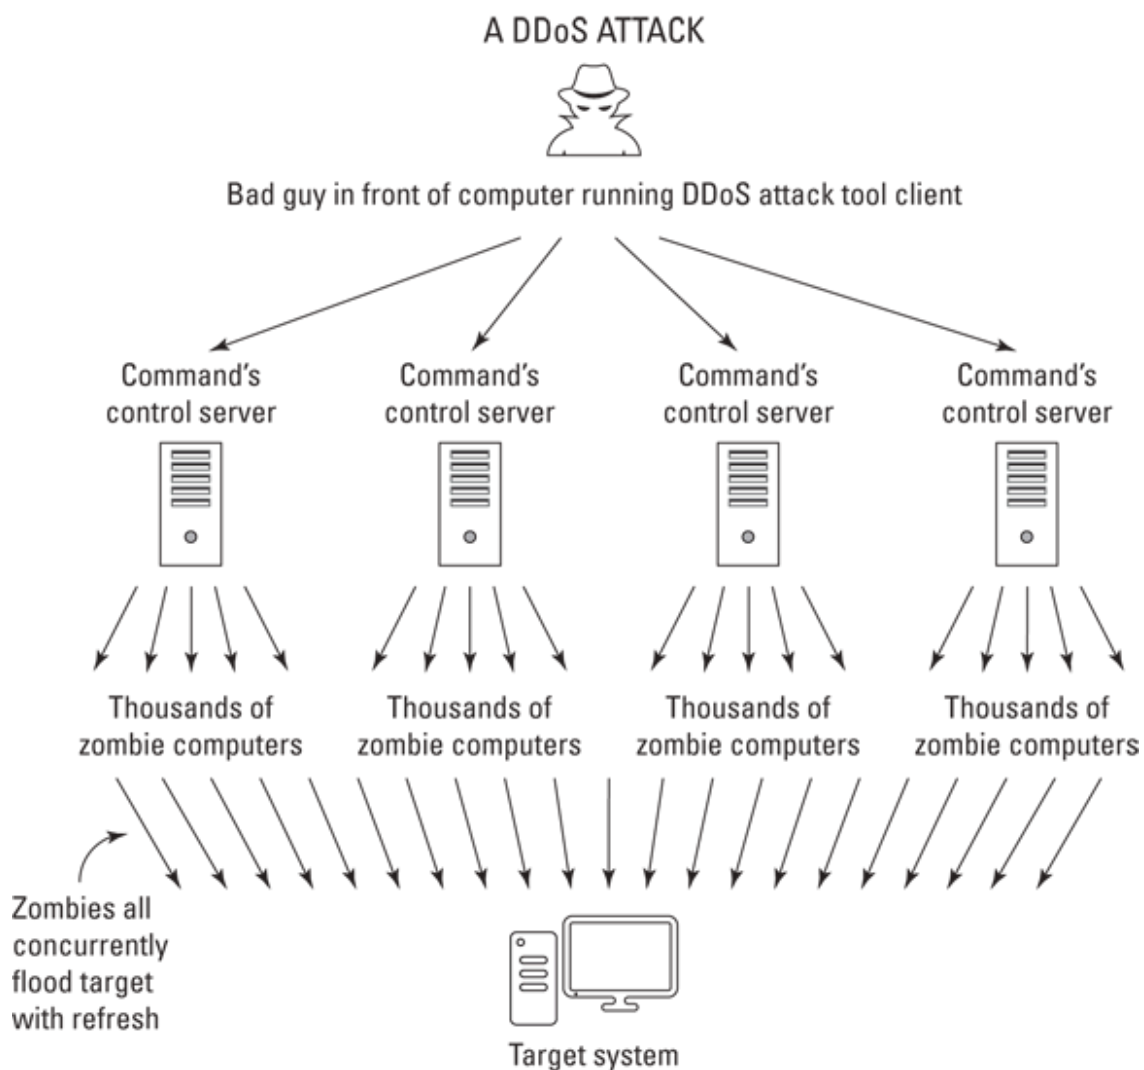 A DDoS ATTACK
Bad guy in front of computer running DDoS attack tool client
Command's
control server
Command's
control server
Command's
control server
Command's
control server
Thousands of
zombie computers
Thousands of
zombie computers
Thousands of
zombie computers
Thousands of
zombie computers
Zombies all
concurrently
flood target
with refresh
Target system